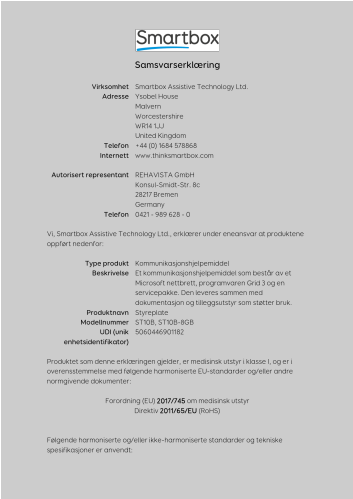 Smartbox
Samsvarserklæring
Virksomhet Smartbox Assistive Technology Ltd.
Adresse Ysobel House
Malvern
Worcestershire
WR14 1JJ
United Kingdom
Telefon +44 (0) 1684 578868
Internett www.thinksmartbox.com
Autorisert representant REHAVISTA GmbH
Konsul-Smidt-Str. 8c
28217 Bremen
Germany
Telefon 0421 - 989 628 - 0
Vi, Smartbox Assistive Technology Ltd., erklærer under eneansvar at produktene
oppført nedenfor:
Type produkt Kommunikasjonshjelpemiddel
Beskrivelse Et kommunikasjonshjelpemiddel som består av et
Microsoft nettbrett, programvaren Grid 3 og en
servicepakke. Den leveres sammen med
dokumentasjon og tilleggsutstyr som støtter bruk.
Produktnavn Styreplate
Modellnummer ST10B, ST10B-8GB
UDI (unik 5060446901182
enhetsidentifikator)
Produktet som denne erklæringen gjelder, er medisinsk utstyr i klasse I, og er i
overensstemmelse med følgende harmoniserte EU-standarder og/eller andre
normgivende dokumenter:
Forordning (EU) 2017/745 om medisinsk utstyr
Direktiv 2011/65/EU (RoHS)
Følgende harmoniserte og/eller ikke-harmoniserte standarder og tekniske
spesifikasjoner er anvendt: